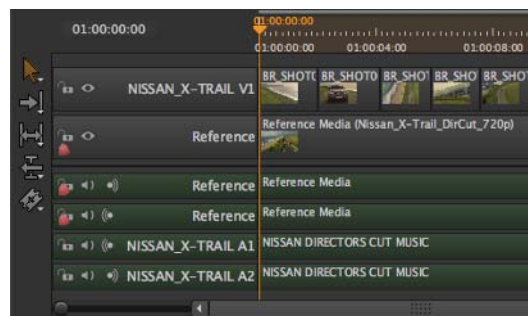 01:00:00:00
01:00:00:00
01:00:00:00 01:00:04:00 01:00:08:00
NISSAN_X-TRAIL V1 BR_SHOT( BR_SHOT0 BR_SHO' BR_SHO BR_SHO'
Reference Reference Media (Nissan_X-Trail_DirCut_720p)
Reference Reference Media
Reference Reference Media
NISSAN_X-TRAIL A1 NISSAN DIRECTORS CUT MUSIC
NISSAN_X-TRAIL A2 NISSAN DIRECTORS CUT MUSIC